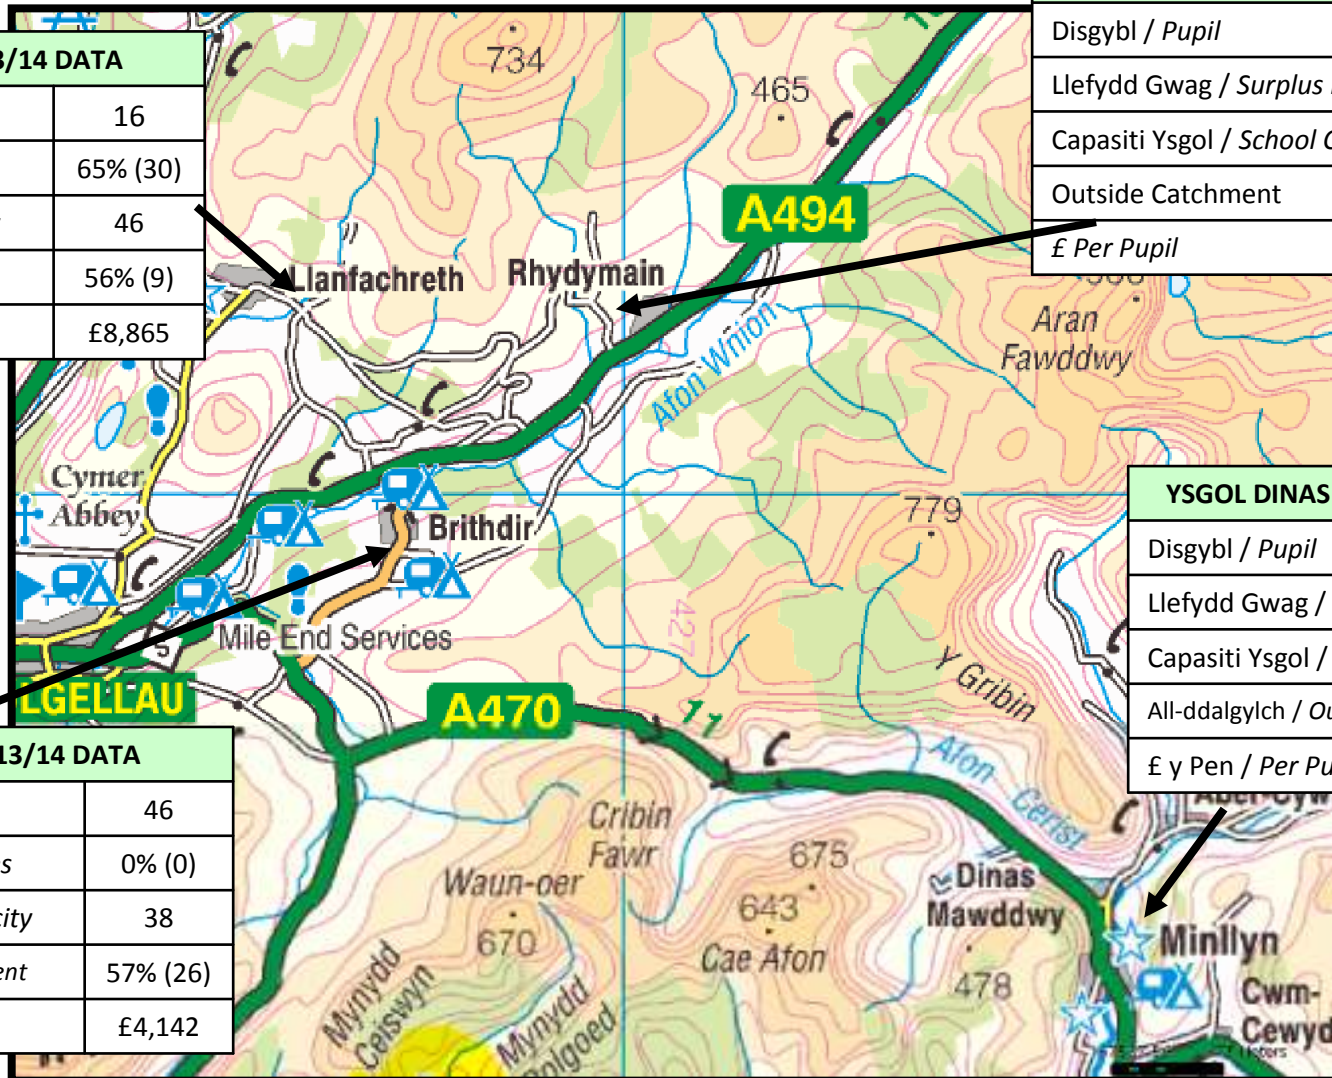 3/14 DATA
16
65% (30)
46
56% (9)
£8,865
Disgybl / Pupil
Llefydd Gwag / Surplus
Capasiti Ysgol / School C
Outside Catchment
£ Per Pupil
734
465
A494
Llanfachreth
Rhydymain
Afon Wnion
Aran
Fawddwy
Cymer
Abbey
Brithdir
779
427
Mile End Services
S
LGELLAU
A470
11
Y Gribin
Afon Cerist
YSGOL DINAS
Disgybl / Pupil
Llefydd Gwag /
Capasiti Ysgol /
All-ddalgylch / Ou
£ y Pen / Per Pu
13/14 DATA
46
s 0% (0)
city 38
ent 57% (26)
£4,142
Cribin
Fawr
675
Waun-oer
670
643
Cae Afon
Dinas
Mawddwy
478
Minllyn
Cwm-
Cewyd
Mynydd
Ceiswyn
Mynydd